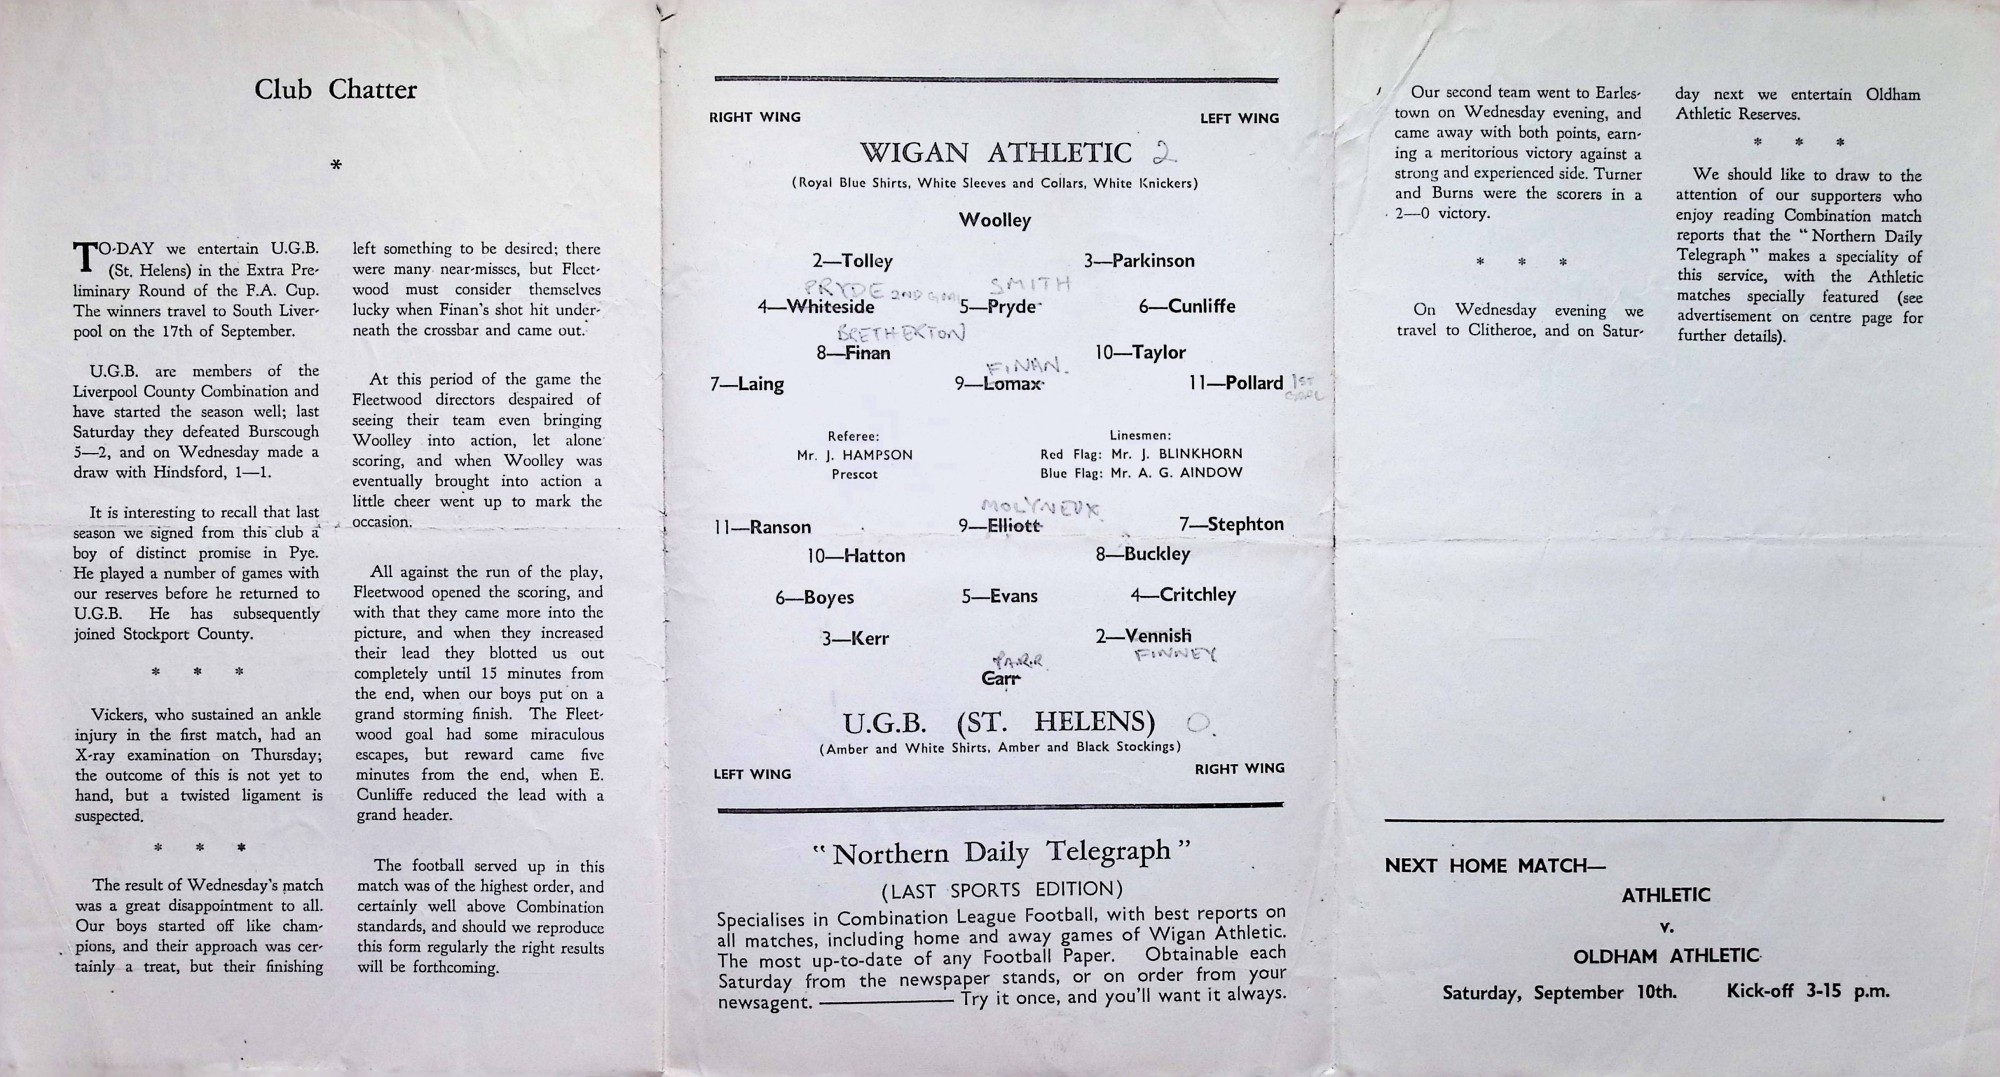 Club Chatter
*
TO-DAY we entertain U.G.B.
(St. Helens) in the Extra Pre-
liminary Round of the F.A. Cup.
The winners travel to South Liver-
pool on the 17th of September.
U.G.B. are members of the
Liverpool County Combination and
have started the season well; last
Saturday they defeated Burscough
5—2, and on Wednesday made a
draw with Hindsford, 1—1.
It is interesting to recall that last
season we signed from this club a
boy of distinct promise in Pye.
He played a number of games with
our reserves before he returned to
U.G.B. He has subsequently
joined Stockport County.
* * *
Vickers, who sustained an ankle
injury in the first match, had an
X-ray examination on Thursday;
the outcome of this is not yet to
hand, but a twisted ligament is
suspected.
* * *
The result of Wednesday's match
was a great disappointment to all.
Our boys started off like cham-
pions, and their approach was cer-
tainly a treat, but their finishing
left something to be desired; there
were many near-misses, but Fleet-
wood must consider themselves
lucky when Finan's shot hit under-
neath the crossbar and came out.
At this period of the game the
Fleetwood directors despaired of
seeing their team even bringing
Woolley into action, let alone
scoring, and when Woolley was
eventually brought into action a
little cheer went up to mark the
occasion.
All against the run of the play,
Fleetwood opened the scoring, and
with that they came more into the
picture, and when they increased
their lead they blotted us out
completely until 15 minutes from
the end, when our boys put on a
grand storming finish. The Fleet-
wood goal had some miraculous
escapes, but reward came five
minutes from the end, when E.
Cunliffe reduced the lead with a
grand header.
The football served up in this
match was of the highest order, and
certainly well above Combination
standards, and should we reproduce
this form regularly the right results
will be forthcoming.
RIGHT WING LEFT WING
WIGAN ATHLETIC 2
(Royal Blue Shirts, White Sleeves and Collars, White Knickers)
Woolley
2—Tolley 3—Parkinson
PRYDE 2ND GOAL SMITH
4—Whiteside 5—Pryde 6—Cunliffe
BRETHERTON
8—Finan 10—Taylor
FINAN.
7—Laing 9—Lomax 11—Pollard 1ST
GOAL
Referee: Linesmen:
Mr. J. HAMPSON Red Flag: Mr. J. BLINKHORN
Prescot Blue Flag: Mr. A. G. AINDOW
MOLYNEUX
11—Ranson 9—Elliott 7—Stephton
10—Hatton 8—Buckley
6—Boyes 5—Evans 4—Critchley
3—Kerr 2—Vennish
PARR FINNEY
Carr
U.G.B. (ST. HELENS) 0.
(Amber and White Shirts, Amber and Black Stockings)
LEFT WING RIGHT WING
"Northern Daily Telegraph"
(LAST SPORTS EDITION)
Specialises in Combination League Football, with best reports on
all matches, including home and away games of Wigan Athletic.
The most up-to-date of any Football Paper. Obtainable each
Saturday from the newspaper stands, or on order from your
newsagent. ——— Try it once, and you'll want it always.
Our second team went to Earles-
town on Wednesday evening, and
came away with both points, earn-
ing a meritorious victory against a
strong and experienced side. Turner
and Burns were the scorers in a
2—0 victory.
* * *
On Wednesday evening we
travel to Clitheroe, and on Satur-
day next we entertain Oldham
Athletic Reserves.
* * *
We should like to draw to the
attention of our supporters who
enjoy reading Combination match
reports that the "Northern Daily
Telegraph" makes a speciality of
this service, with the Athletic
matches specially featured (see
advertisement on centre page for
further details).
NEXT HOME MATCH—
ATHLETIC
v.
OLDHAM ATHLETIC
Saturday, September 10th. Kick-off 3-15 p.m.